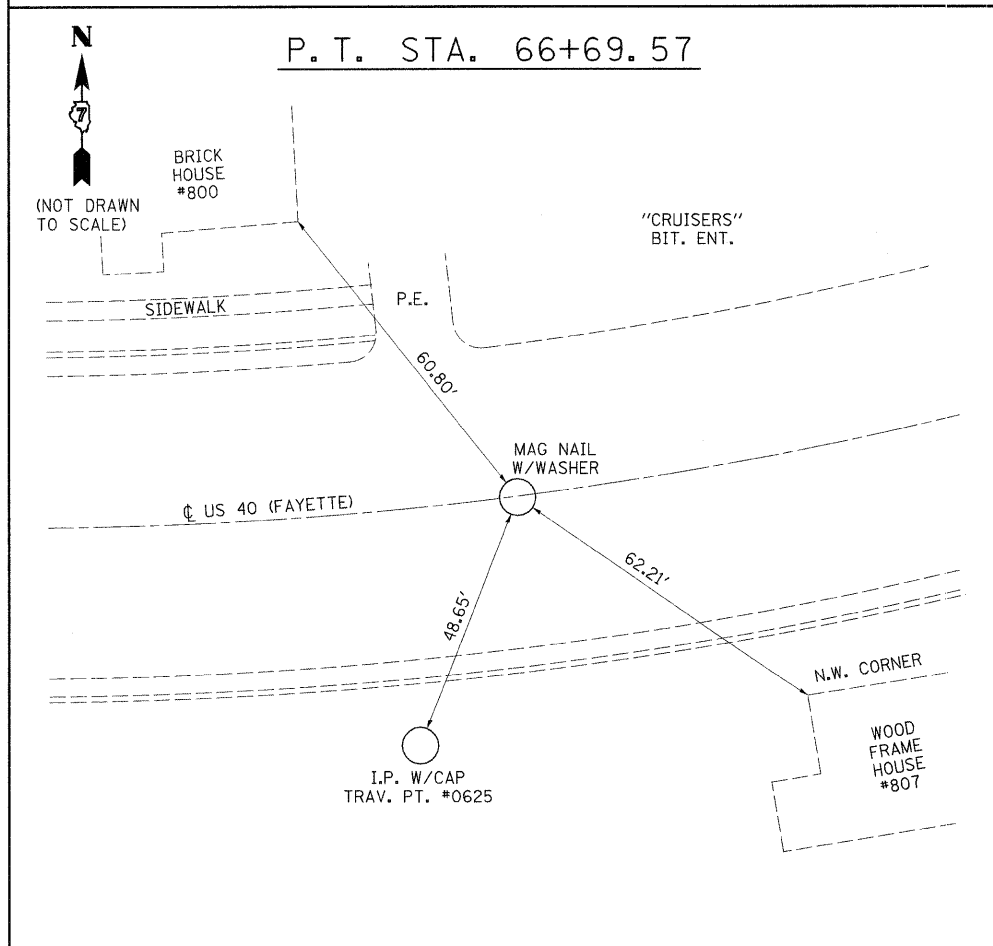 N
P.T. STA. 66+69.57
7
BRICK
HOUSE
#800
(NOT DRAWN
TO SCALE)
"CRUISERS"
BIT. ENT.
SIDEWALK
P.E.
60.80'
MAG NAIL
W/WASHER
℄ US 40 (FAYETTE)
62.21'
48.65'
N.W. CORNER
WOOD
FRAME
HOUSE
#807
I.P. W/CAP
TRAV. PT. #0625